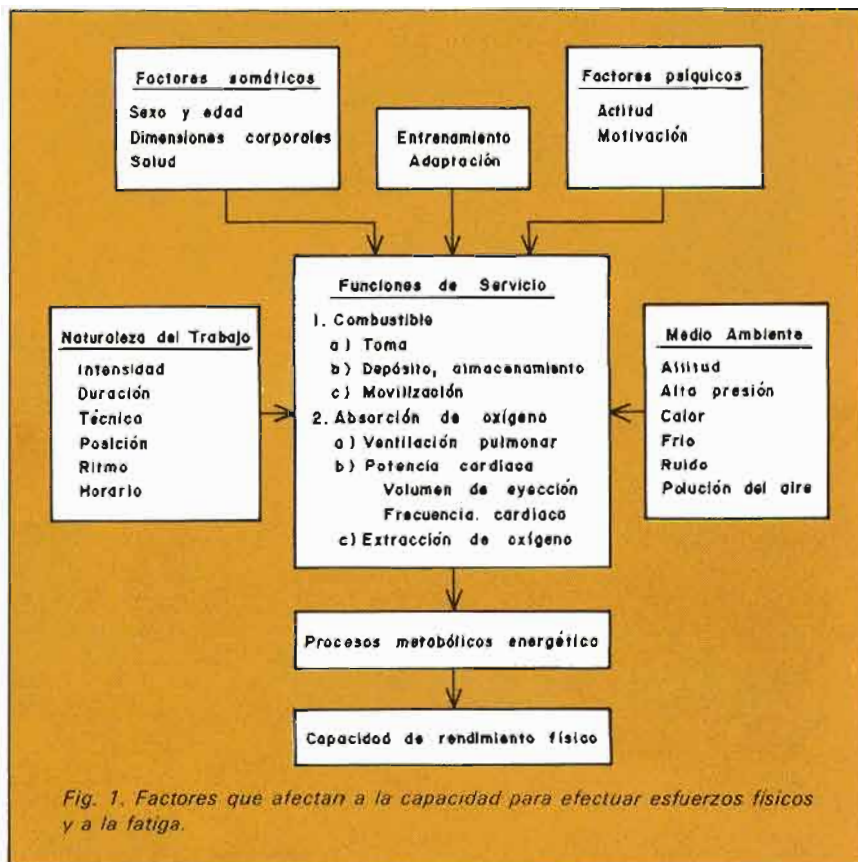 Factores somáticos
Sexo y edad
Dimensiones corporales
Salud
Entrenamiento
Adaptación
Factores psíquicos
Actitud
Motivación
Naturaleza del Trabajo
Intensidad
Duración
Técnica
Posición
Ritmo
Horario
Funciones de Servicio
1. Combustible
a) Toma
b) Depósito, almacenamiento
c) Movilización
2. Absorción de oxígeno
a) Ventilación pulmonar
b) Potencia cardiaca
Volumen de eyección
Frecuencia. cardiaca
c) Extracción de oxígeno
Medio Ambiente
Altitud
Alta presión
Calor
Frio
Ruido
Polución del aire
Procesos metabólicos energético
Capacidad de rendimiento físico
Fig. 1. Factores que afectan a la capacidad para efectuar esfuerzos físicos
y a la fatiga.